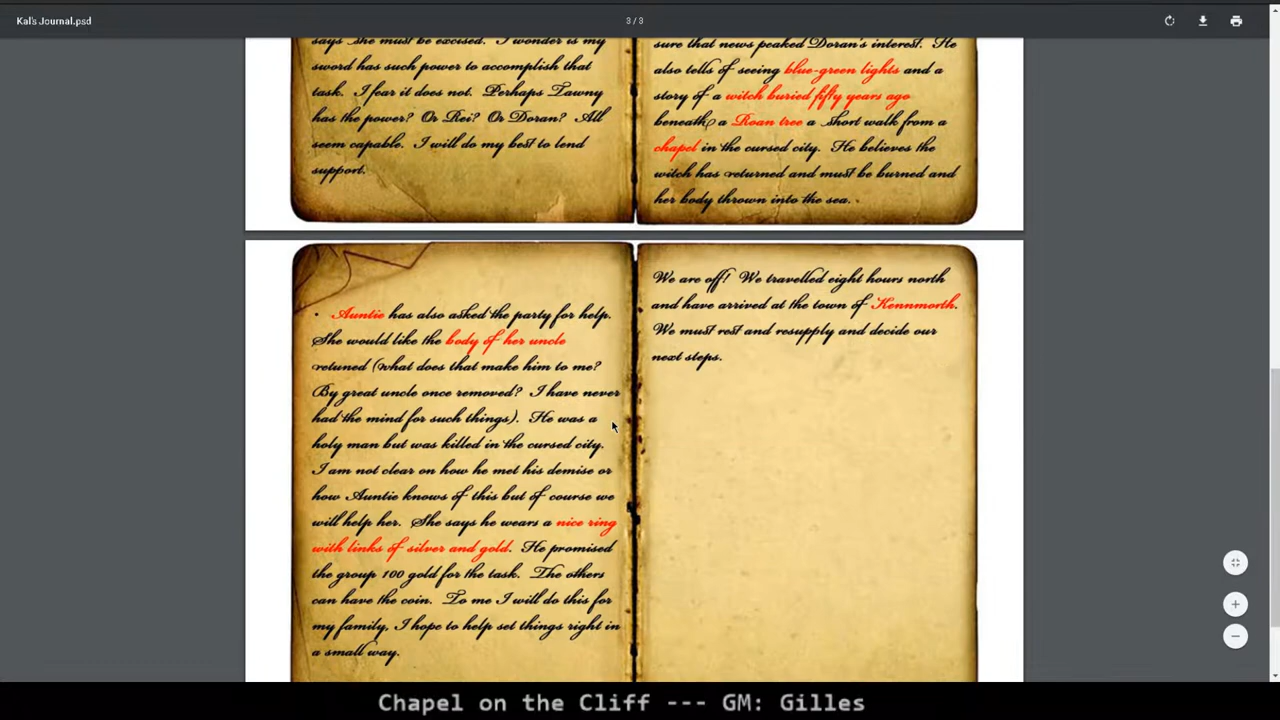 Kal's Journal.psd
3 / 3
says she must be excised. I wonder is my
sword has such power to accomplish that
task. I fear it does not. Perhaps Tawny
has the power? Or Rei? Or Doran? All
seem capable. I will do my best to lend
support.
sure that news peaked Doran's interest. He
also tells of seeing blue-green lights and a
story of a witch buried fifty years ago
beneath a Roan tree a short walk from a
chapel in the cursed city. He believes the
witch has returned and must be burned and
her body thrown into the sea.
• Auntie has also asked the party for help.
She would like the body of her uncle
retuned (what does that make him to me?
By great uncle once removed? I have never
had the mind for such things). He was a
holy man but was killed in the cursed city.
I am not clear on how he met his demise or
how Auntie knows of this but of course we
will help her. She says he wears a nice ring
with links of silver and gold. He promised
the group 100 gold for the task. The others
can have the coin. To me I will do this for
my family, I hope to help set things right in
a small way.
We are off! We travelled eight hours north
and have arrived at the town of Kennmorth.
We must rest and resupply and decide our
next steps.
Chapel on the Cliff --- GM: Gilles